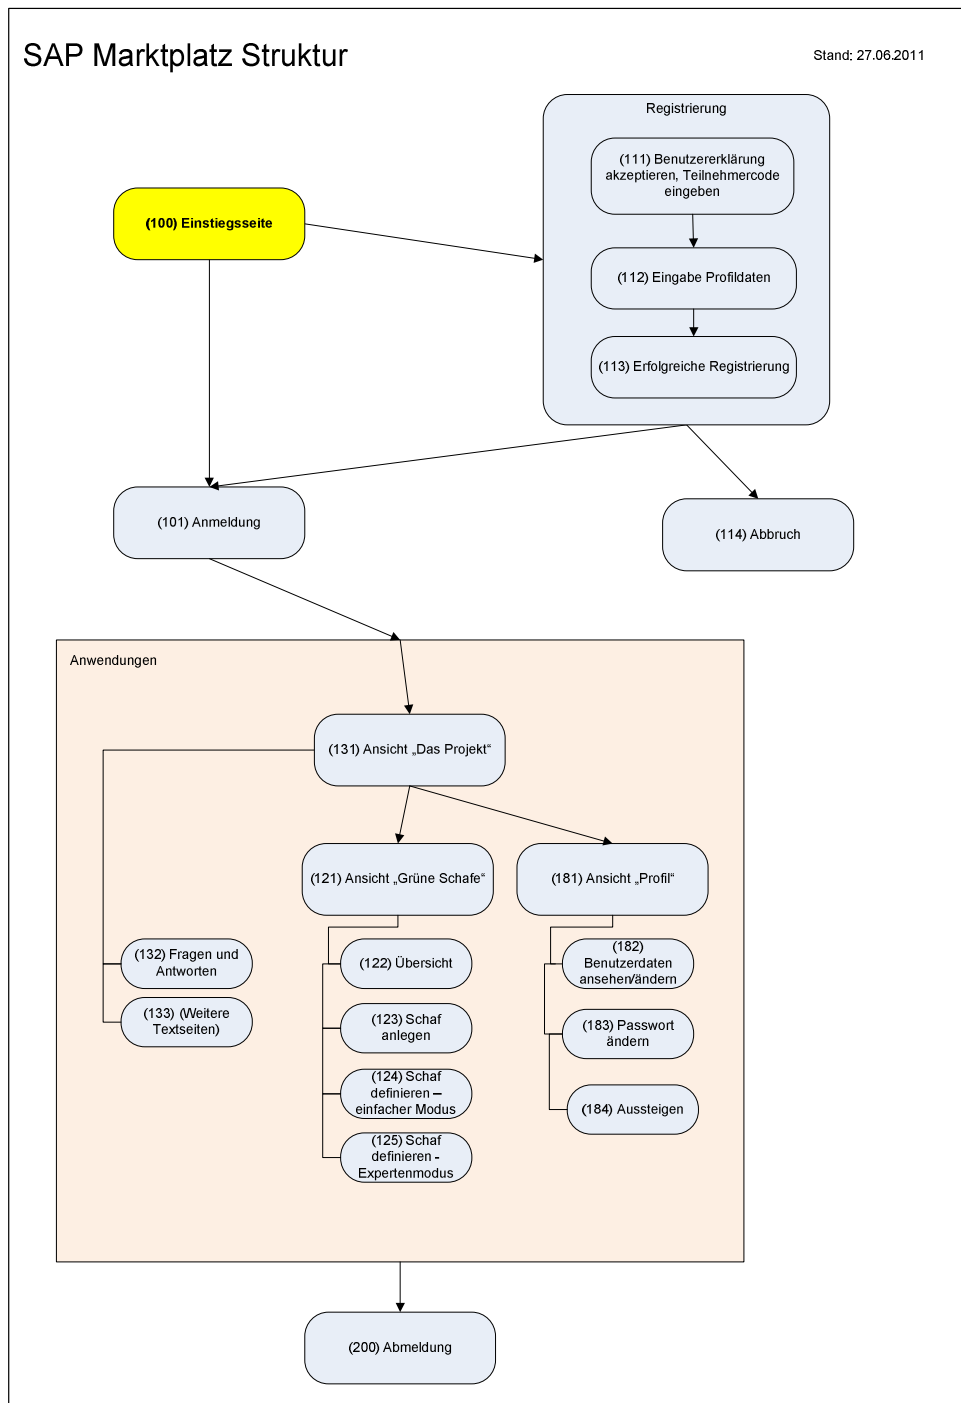 SAP Marktplatz Struktur
Stand: 27.06.2011
Registrierung
(111) Benutzererklärung
akzeptieren, Teilnehmercode
eingeben
(100) Einstiegsseite
(112) Eingabe Profildaten
(113) Erfolgreiche Registrierung
(101) Anmeldung
(114) Abbruch
Anwendungen
(131) Ansicht „Das Projekt“
(121) Ansicht „Grüne Schafe“
(181) Ansicht „Profil“
(132) Fragen und
Antworten
(133) (Weitere
Textseiten)
(122) Übersicht
(123) Schaf
anlegen
(124) Schaf
definieren –
einfacher Modus
(125) Schaf
definieren -
Expertenmodus
(182)
Benutzerdaten
ansehen/ändern
(183) Passwort
ändern
(184) Aussteigen
(200) Abmeldung